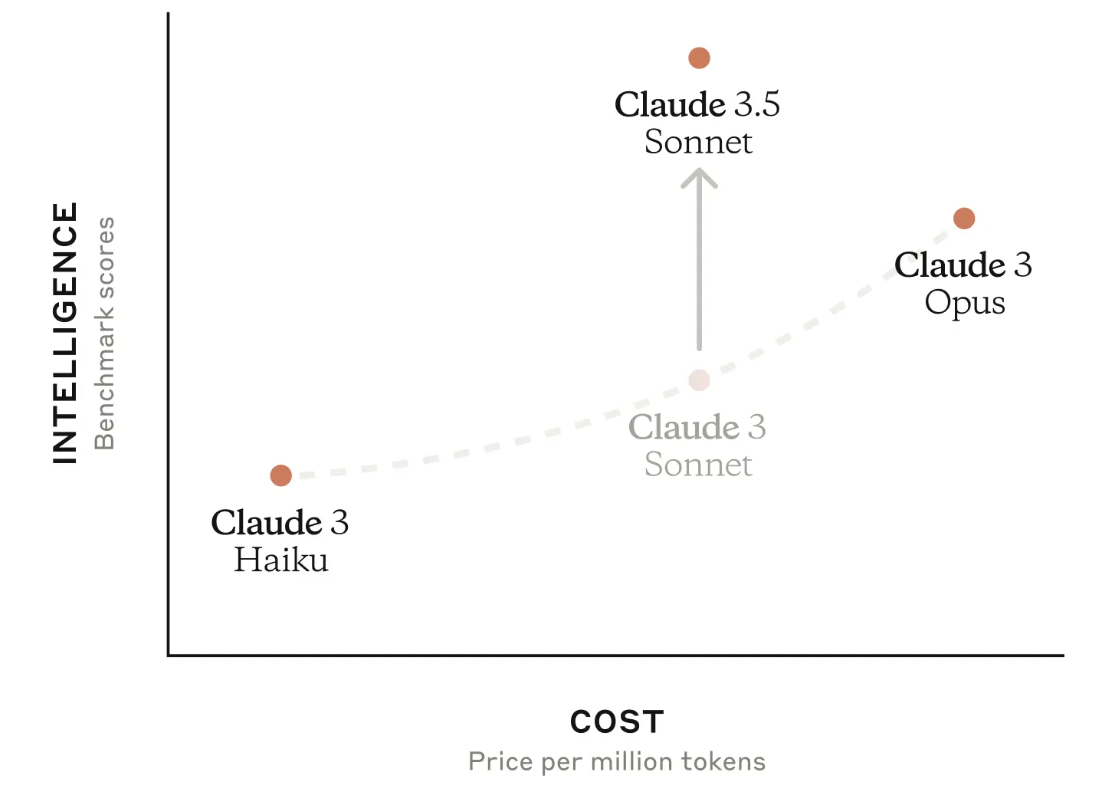 Claude 3.5
Sonnet
INTELLIGENCE
Benchmark scores
Claude 3
Opus
Claude 3
Sonnet
Claude 3
Haiku
COST
Price per million tokens